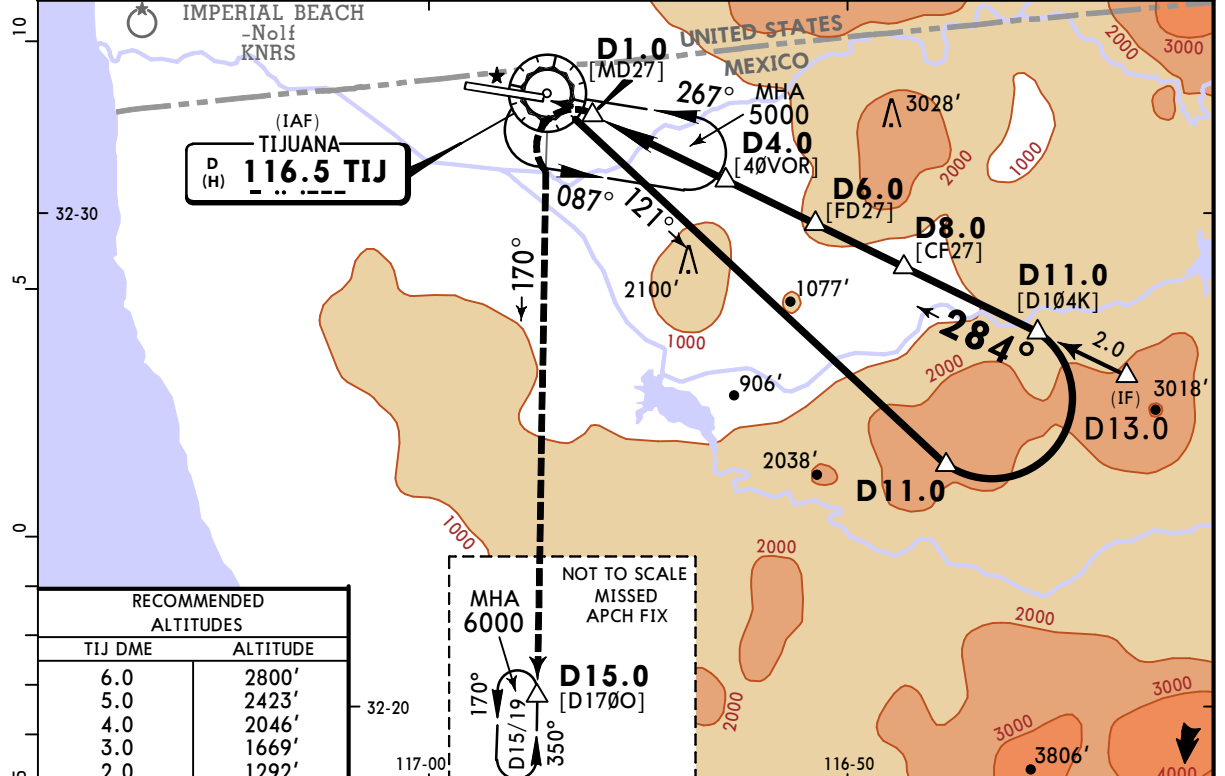 10
IMPERIAL BEACH
-Nolf
KNRS
UNITED STATES
MEXICO
2000
3000
D1.0
[MD27]
267°
MHA
5000
3028'
2000
1000
(IAF)
TIJUANA
D
(H)
116.5 TIJ
D4.0
[4Ø VOR]
087°
121°
D6.0
[FD27]
32-30
D8.0
[CF27]
170°
5
2100'
1077'
D11.0
[D1Ø4K]
284°
2.0
1000
2000
906'
(IF)
3018'
D13.0
2038'
D11.0
0
1000
2000
NOT TO SCALE
MISSED
APCH FIX
MHA
6000
D15.0
[D17ØO]
170°
D15/19
350°
RECOMMENDED
ALTITUDES
TIJ DME
ALTITUDE
6.0 2800'
5.0 2423'
4.0 2046'
3.0 1669'
2.0 1292'
2000
3000
2000
32-20
3000
3806'
4000
117-00
116-50
5